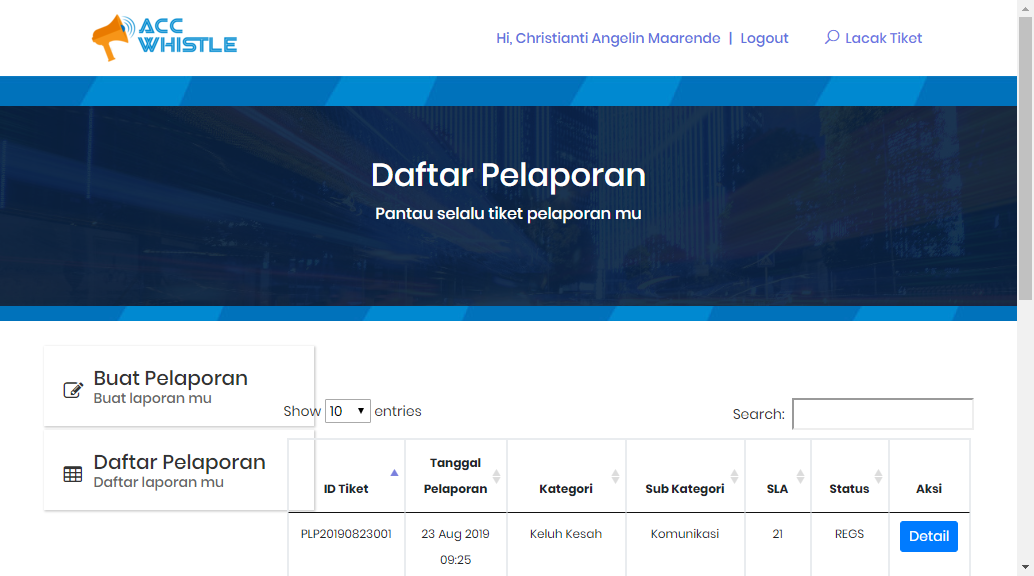 ACC
WHISTLE
Hi, Christianti Angelin Maarende | Logout
Lacak Tiket
Daftar Pelaporan
Pantau selalu tiket pelaporan mu
Buat Pelaporan
Buat laporan mu
Daftar Pelaporan
Daftar laporan mu
Show 10 entries
Search:
ID Tiket
Tanggal
Pelaporan
Kategori
Sub Kategori
SLA
Status
Aksi
PLP20190823001
23 Aug 2019
09:25
Keluh Kesah
Komunikasi
21
REGS
Detail